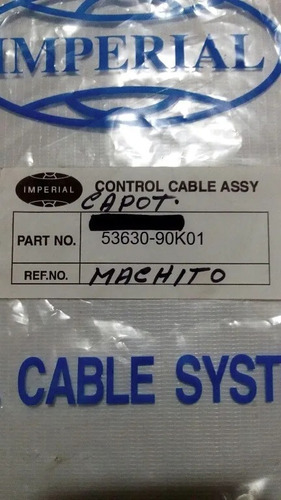 IMPERIAL
IMPERIAL CONTROL CABLE ASSY
CAPOT.
PART NO. 53630-90K01
REF.NO. MACHITO
CABLE SYST